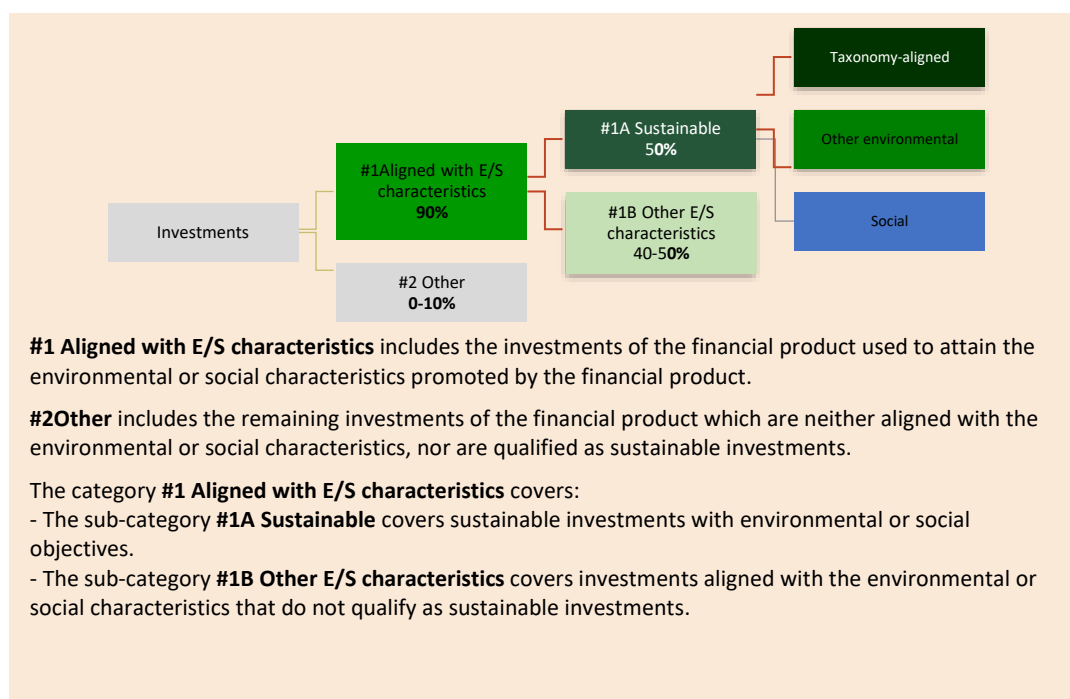 Taxonomy-aligned
#1A Sustainable
50%
Other environmental
#1Aligned with E/S
characteristics
90%
#1B Other E/S
characteristics
40-50%
Social
Investments
#2 Other
0-10%
#1 Aligned with E/S characteristics includes the investments of the financial product used to attain the
environmental or social characteristics promoted by the financial product.
#2Other includes the remaining investments of the financial product which are neither aligned with the
environmental or social characteristics, nor are qualified as sustainable investments.
The category #1 Aligned with E/S characteristics covers:
- The sub-category #1A Sustainable covers sustainable investments with environmental or social
objectives.
- The sub-category #1B Other E/S characteristics covers investments aligned with the environmental or
social characteristics that do not qualify as sustainable investments.